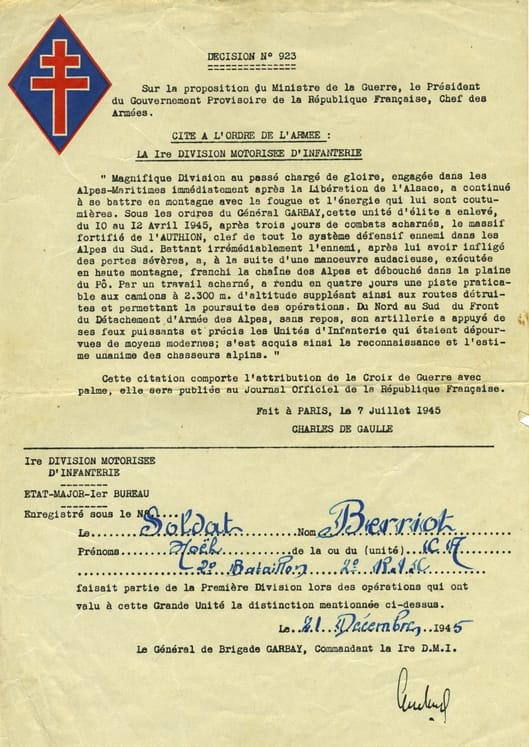 DECISION N° 923
Sur la proposition du Ministre de la Guerre, le Président
du Gouvernement Provisoire de la République Française, Chef des
Armées.
CITE A L'ORDRE DE L'ARMEE :
LA Ire DIVISION MOTORISEE D'INFANTERIE
" Magnifique Division au passé chargé de gloire, engagée dans les
Alpes-Maritimes immédiatement après la Libération de l'Alsace, a continué
à se battre en montagne avec la fougue et l'énergie qui lui sont coutu-
mières. Sous les ordres du Général GARBAY,cette unité d'élite a enlevé,
du 10 au 12 Avril 1945, après trois jours de combats acharnés, le massif
fortifié de l'AUTHION, clef de tout le système défensif ennemi dans les
Alpes du Sud. Battant irrémédiablement l'ennemi, après lui avoir infligé
des pertes sévères, a, à la suite d'une manoeuvre audacieuse, exécutée
en haute montagne, franchi la chaîne des Alpes et débouché dans la plaine
du Pô. Par un travail acharné, a rendu en quatre jours une piste pratica-
ble aux camions à 2.300 m. d'altitude suppléant ainsi aux routes détrui-
tes et permettant la poursuite des opérations. Du Nord au Sud du Front
du Détachement d'Armée des Alpes, sans repos, son artillerie a appuyé de
ses feux puissants et précis les Unités d'Infanterie qui étaient dépour-
vues de moyens modernes; s'est acquis ainsi la reconnaissance et l'esti-
me unanime des chasseurs alpins. "
Cette citation comporte l'attribution de la Croix de Guerre avec
palme, elle sera publiée au Journal Officiel de la République Française.
Fait à PARIS, Le 7 Juillet 1945
CHARLES DE GAULLE
Ire DIVISION MOTORISEE
D'INFANTERIE
ETAT-MAJOR-Ier BUREAU
Enregistré sous le N°....
Le..Soldat..........Nom.Berriot..........
Prénoms........Noël..........de la ou du (unité)..
2° Bataillon 2° R.I.C
faisait partie de la Première Division lors des opérations qui ont
valu à cette Grande Unité la distinction mentionnée ci-dessus.
Le.21 Décembre..1945
Le Général de Brigade GARBAY, Commandant la Ire D.M.I.